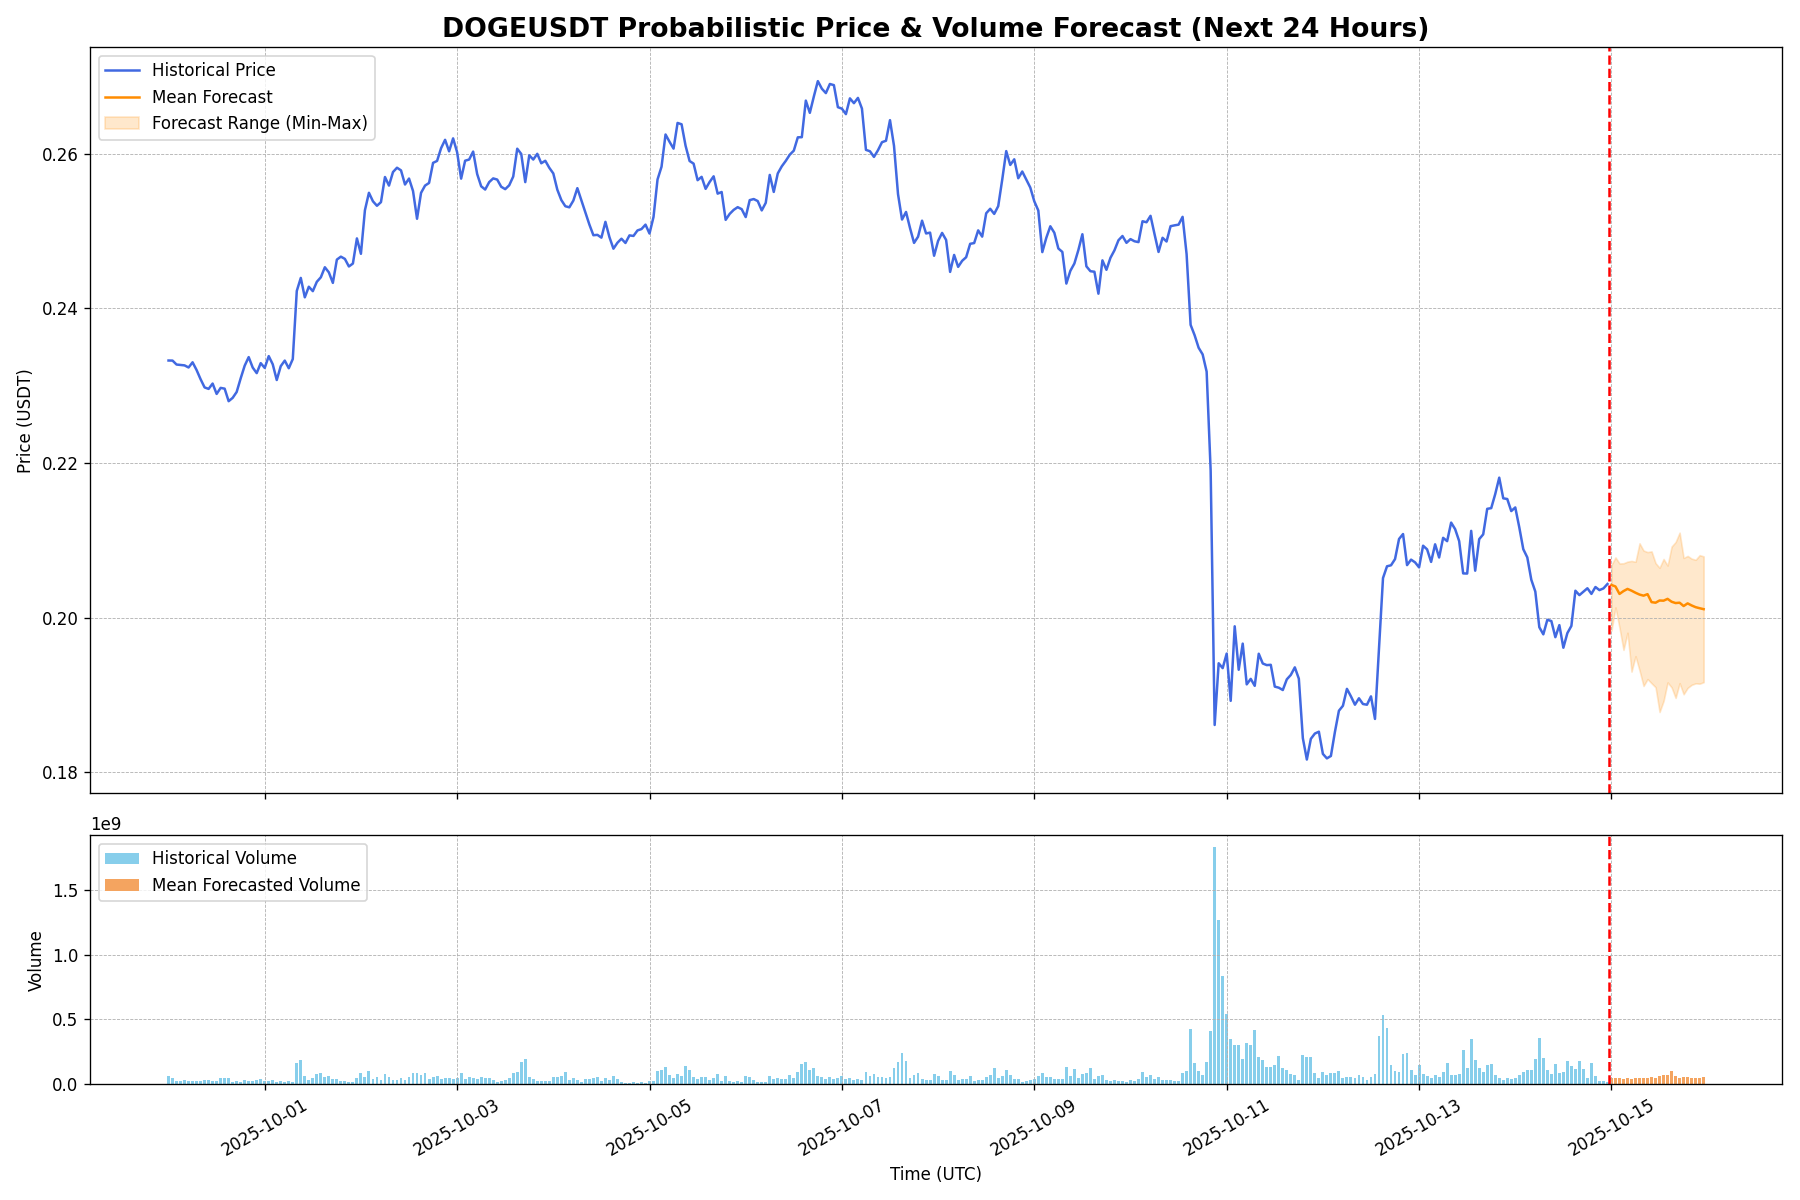 DOGEUSDT Probabilistic Price & Volume Forecast (Next 24 Hours)
Historical Price
Mean Forecast
Forecast Range (Min-Max)
Price (USDT)
0.26
0.24
0.22
0.20
0.18
1e9
Historical Volume
Mean Forecasted Volume
Volume
1.5
1.0
0.5
0.0
2025-10-01
2025-10-03
2025-10-05
2025-10-07
2025-10-09
2025-10-11
2025-10-13
2025-10-15
Time (UTC)